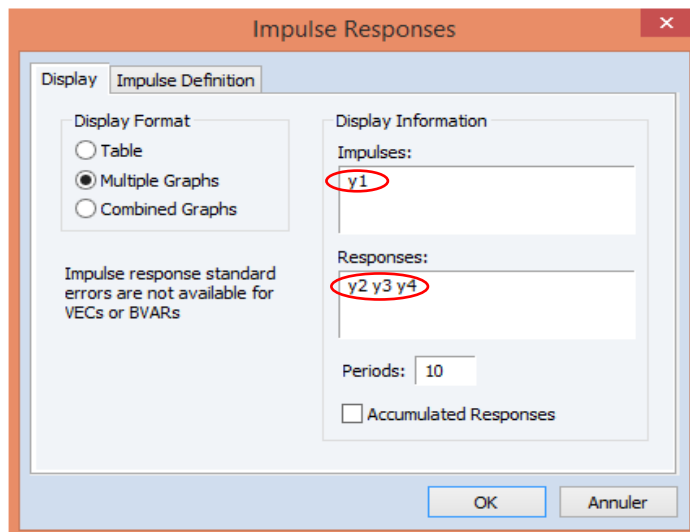 Impulse Responses
Display
Impulse Definition
Display Format
Table
Multiple Graphs
Combined Graphs
Impulse response standard
errors are not available for
VECs or BVARs
Display Information
Impulses:
y1
Responses:
y2 y3 y4
Periods: 10
Accumulated Responses
OK
Annuler